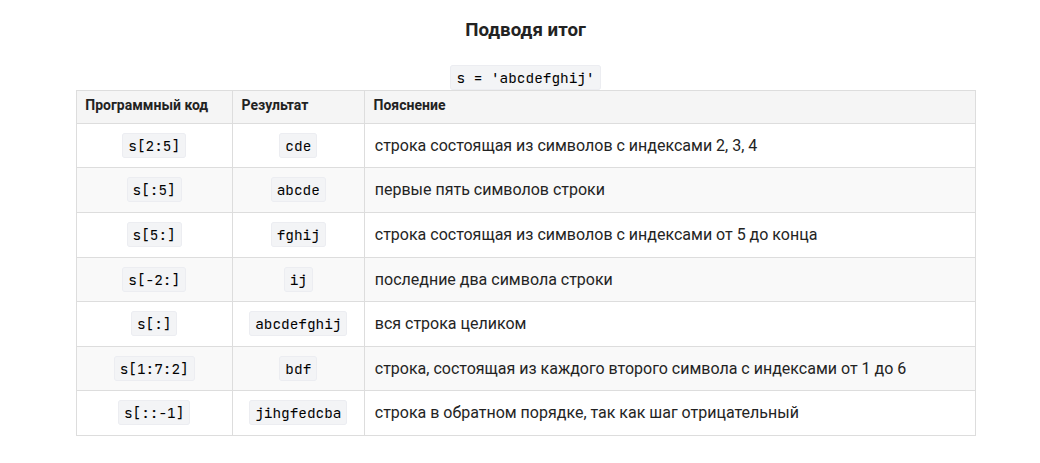 Подводя итог
s = 'abcdefghij'
Программный код Результат Пояснение
s[2:5] cde строка состоящая из символов с индексами 2, 3, 4
s[:5] abcde первые пять символов строки
s[5:] fghij строка состоящая из символов с индексами от 5 до конца
s[-2:] ij последние два символа строки
s[:] abcdefghij вся строка целиком
s[1:7:2] bdf строка, состоящая из каждого второго символа с индексами от 1 до 6
s[::-1] jihgfedcba строка в обратном порядке, так как шаг отрицательный